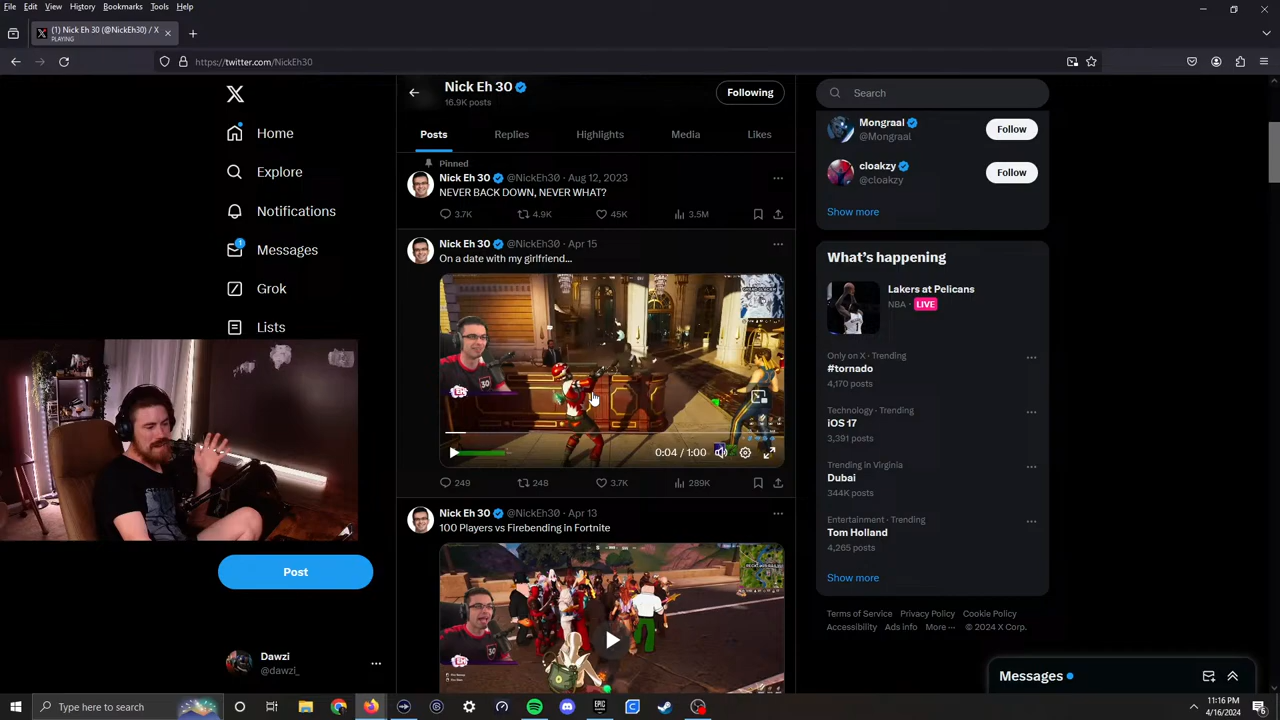 File Edit View History Bookmarks Tools
(1) Nick Eh 30 (@NickEh30) / X
PLAYING
https://twitter.com/NickEh30
Home
Explore
Notifications
1
Messages
Grok
Lists
Post
Dawzi
@dawzi_
Nick Eh 30
16.9K posts
Following
Posts Replies Highlights Media Likes
Pinned
Nick Eh 30 @NickEh30 · Aug 12, 2023
NEVER BACK DOWN, NEVER WHAT?
3.7K 4.9K 45K 3.5M
Nick Eh 30 @NickEh30 · Apr 15
On a date with my girlfriend...
30
0:04 / 1:00
249 248 3.7K 289K
Nick Eh 30 @NickEh30 · Apr 13
100 Players vs Firebending in Fortnite
Search
Mongraal
@Mongraal
Follow
cloakzy
@cloakzy
Follow
Show more
What's happening
Lakers at Pelicans
NBA · LIVE
Only on X · Trending
#tornado
4,170 posts
Technology · Trending
iOS 17
3,391 posts
Trending in Virginia
Dubai
344K posts
Entertainment · Trending
Tom Holland
4,265 posts
Show more
Terms of Service Privacy Policy Cookie Policy
Accessibility Ads info More ··· © 2024 X Corp.
Messages
Type here to search
11:16 PM
4/16/2024